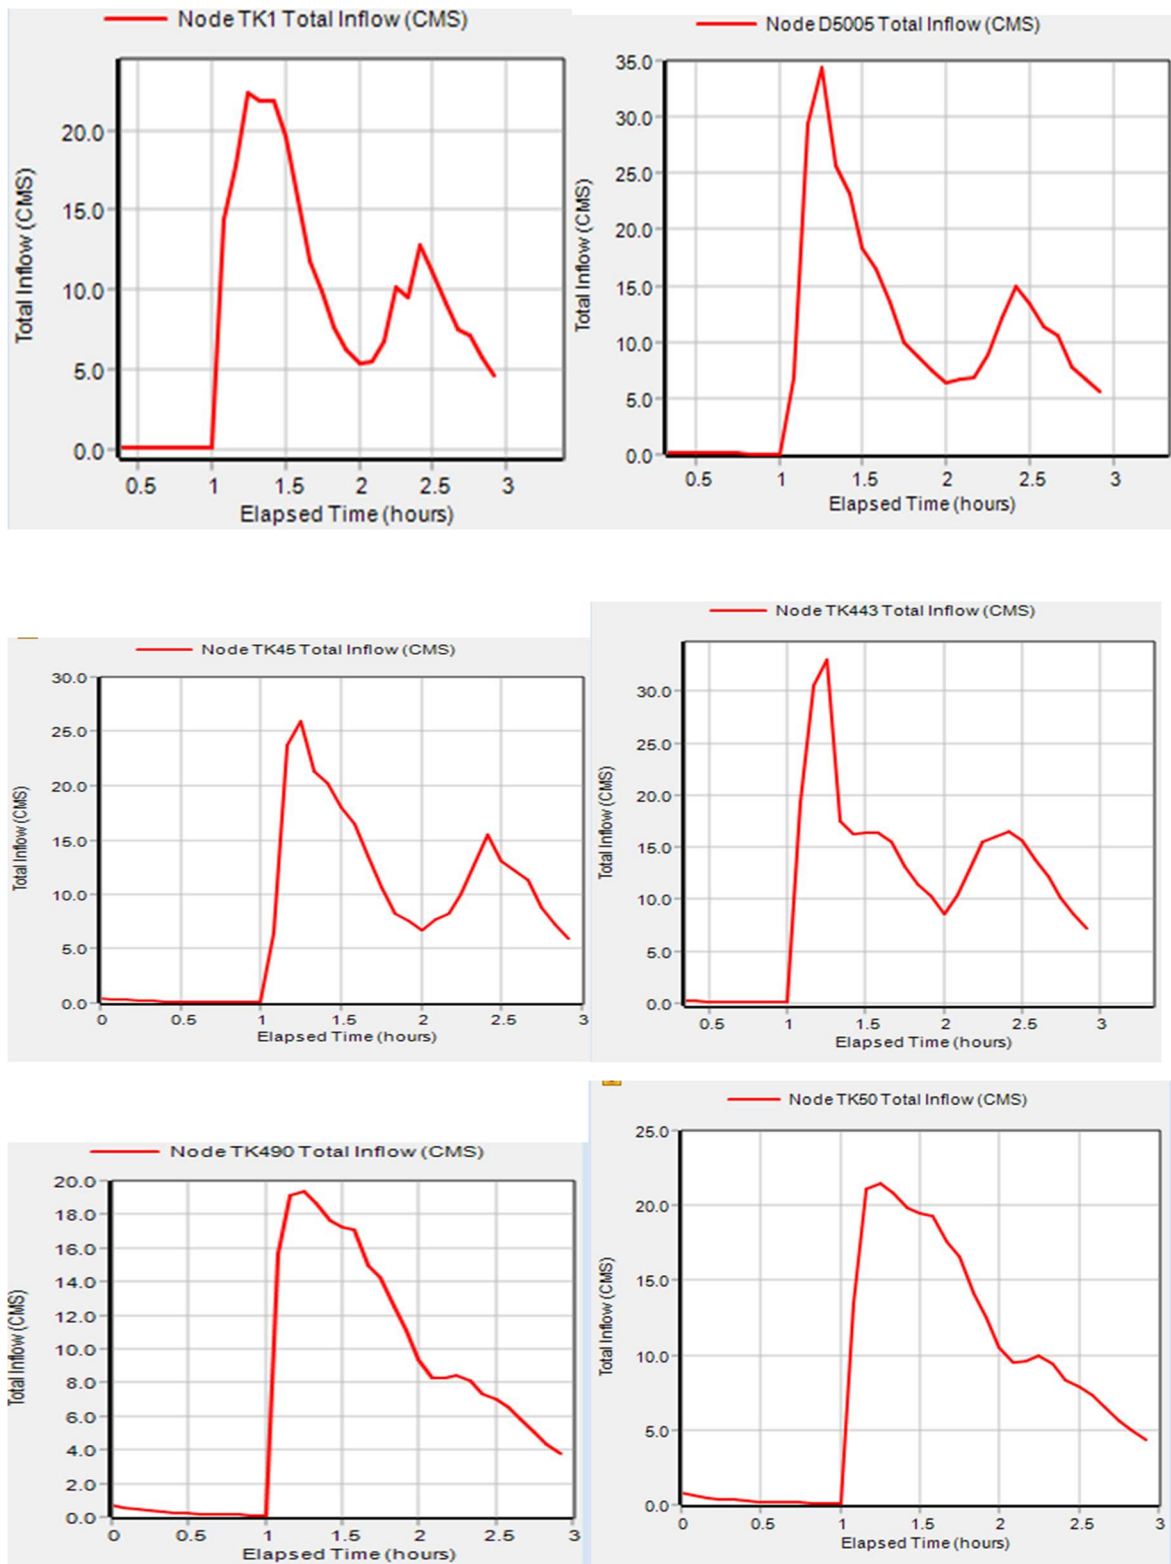 Node TK1 Total Inflow (CMS)
Total Inflow (CMS)
20.0
15.0
10.0
5.0
0.0
0.5 1 1.5 2 2.5 3
Elapsed Time (hours)
Node D5005 Total Inflow (CMS)
Total Inflow (CMS)
35.0
30.0
25.0
20.0
15.0
10.0
5.0
0.0
0.5 1 1.5 2 2.5 3
Elapsed Time (hours)
Node TK45 Total Inflow (CMS)
Total Inflow (CMS)
30.0
25.0
20.0
15.0
10.0
5.0
0.0
0 0.5 1 1.5 2 2.5 3
Elapsed Time (hours)
Node TK443 Total Inflow (CMS)
Total Inflow (CMS)
30.0
25.0
20.0
15.0
10.0
5.0
0.0
0.5 1 1.5 2 2.5 3
Elapsed Time (hours)
Node TK490 Total Inflow (CMS)
Total Inflow (CMS)
20.0
18.0
16.0
14.0
12.0
10.0
8.0
6.0
4.0
2.0
0.0
0 0.5 1 1.5 2 2.5 3
Elapsed Time (hours)
Node TK50 Total Inflow (CMS)
Total Inflow (CMS)
25.0
20.0
15.0
10.0
5.0
0.0
0 0.5 1 1.5 2 2.5 3
Elapsed Time (hours)